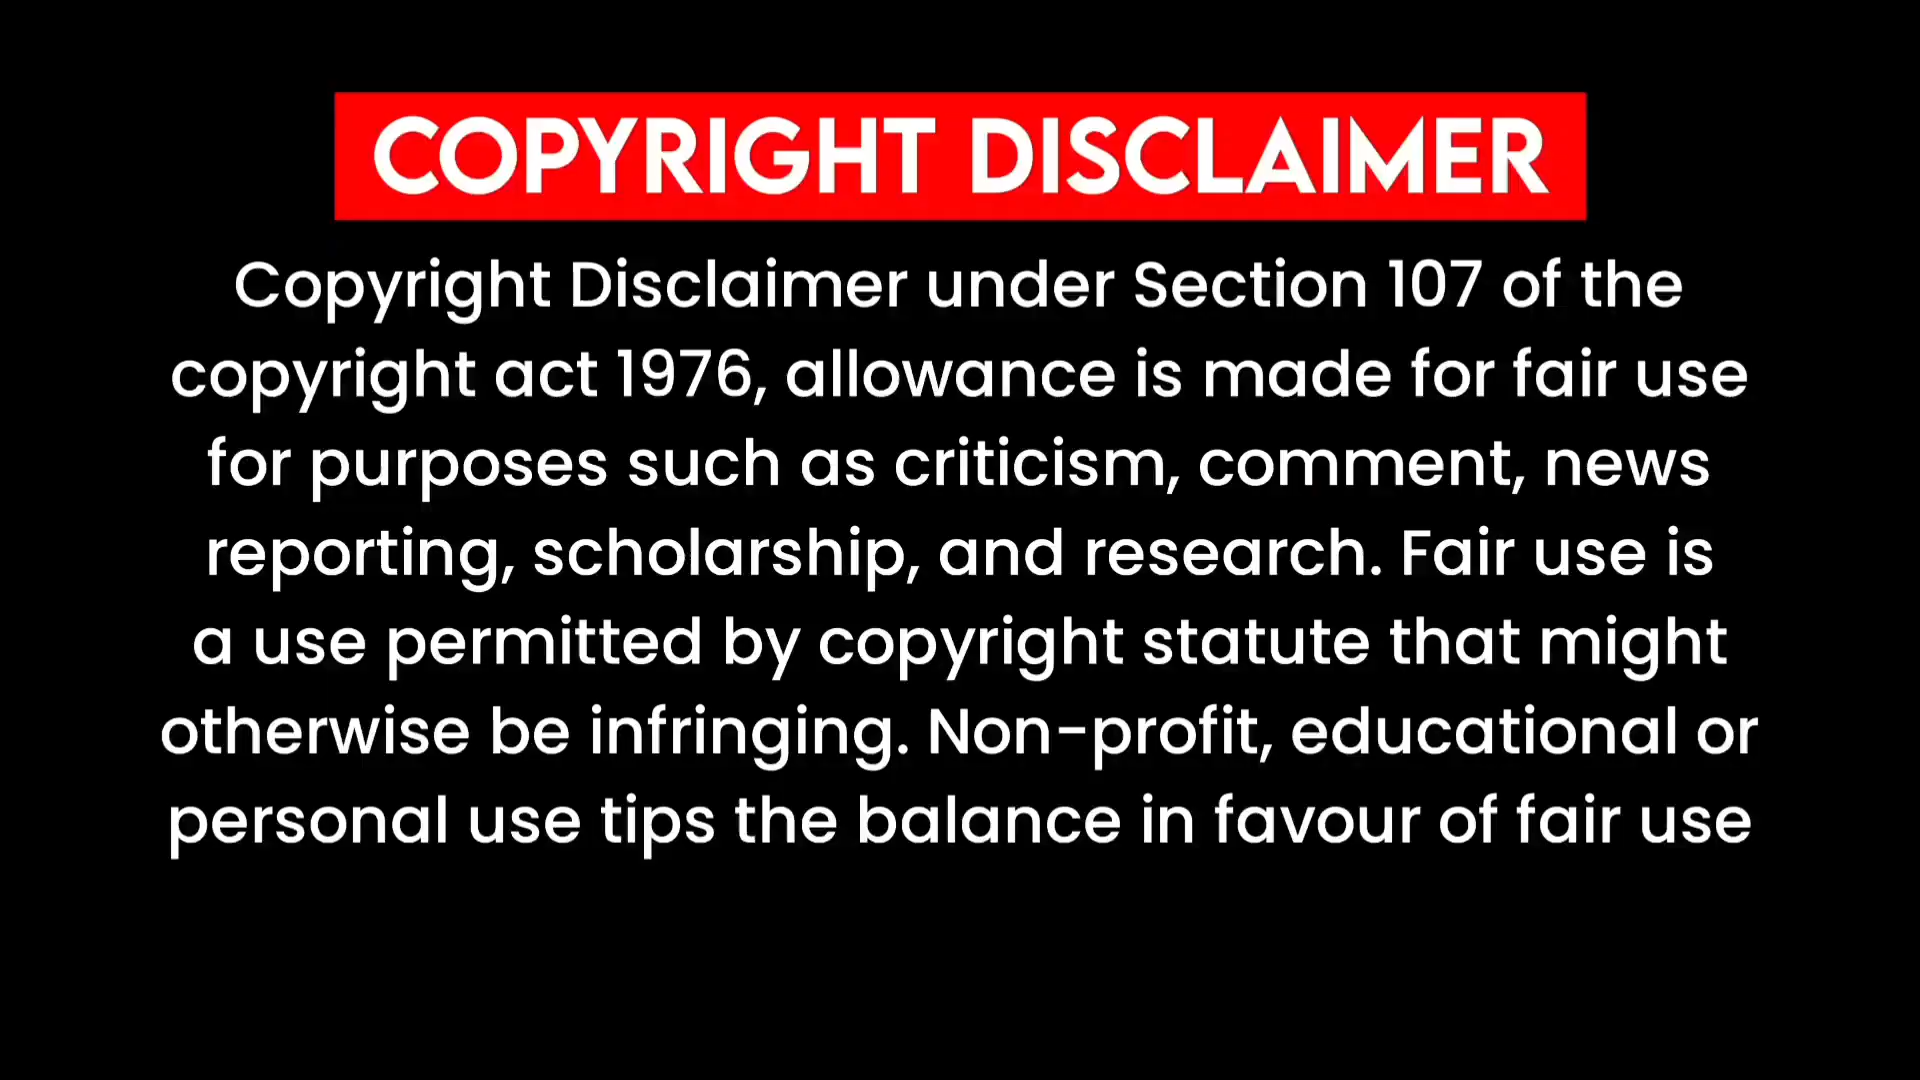 COPYRIGHT DISCLAIMER
Copyright Disclaimer under Section 107 of the
copyright act 1976, allowance is made for fair use
for purposes such as criticism, comment, news
reporting, scholarship, and research. Fair use is
a use permitted by copyright statute that might
otherwise be infringing. Non-profit, educational or
personal use tips the balance in favour of fair use